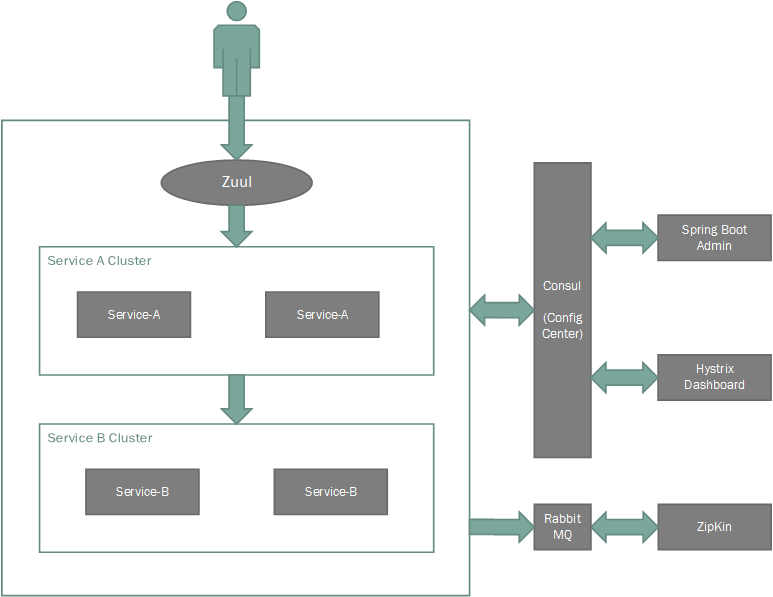 Zuul
Service A Cluster
Service-A
Service-A
Service B Cluster
Service-B
Service-B
Consul
(Config
Center)
Spring Boot
Admin
Hystrix
Dashboard
Rabbit
MQ
ZipKin